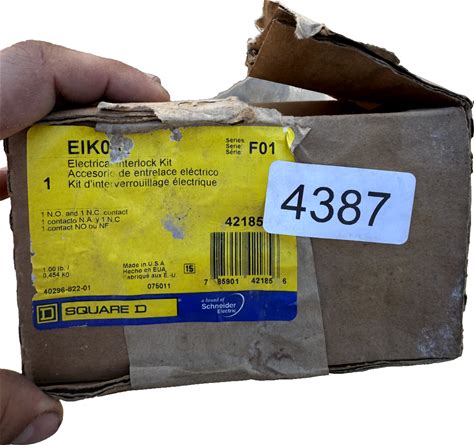 EIK0
Series
Serie
Série
F01
Electrical Interlock Kit
Accesorio de entrelace eléctrico
1
Kit d'interverrouillage électrique
1 N.O. and 1 N.C. contact
1 contacto N.A. y 1 N.C.
1 contact NO ou NF
42185
4387
1.00 lb. /
0.454 kg
Made in U.S.A.
Hecho en EUA
Fabriqué aux É.-U.
15
7 85901 42185 6
40296-822-01
075011
SQUARE D
a brand of
Schneider
Electric